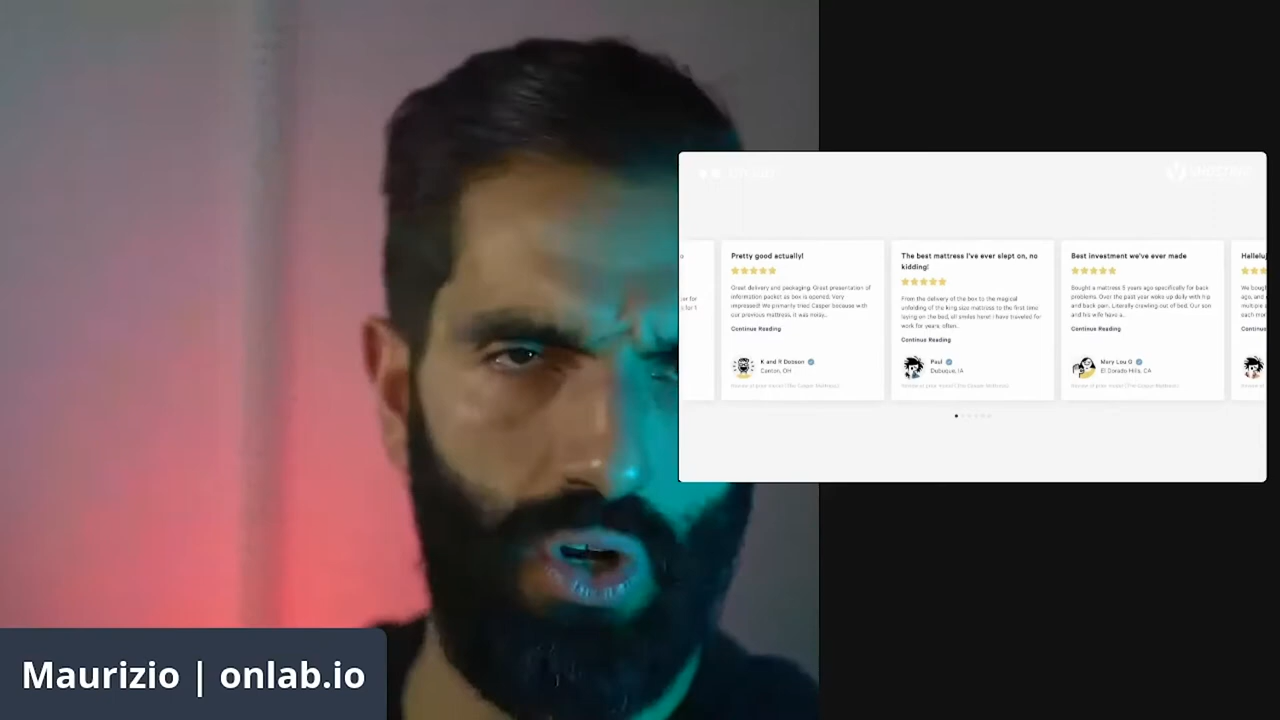 Pretty good actually!
Great delivery and packaging. Great presentation of
information packet as box is opened. Very
impressed! We primarily tried Casper because with
our previous mattress, it was noisy...
Continue Reading
K and R Dotson
Canton, OH
The best mattress I've ever slept on, no
kidding!
From the delivery of the box to the magical
unfolding of the king size mattress to the first time
laying on the bed, all smiles here! I have traveled for
work for years, often...
Continue Reading
Paul
Dubuque, IA
Best investment we've ever made
Bought a mattress 5 years ago specifically for back
problems. Over the past year woke up daily with hip
and back pain. Literally crawling out of bed. Our son
and his wife have a...
Continue Reading
Mary Lou G
El Dorado Hills, CA
Maurizio | onlab.io